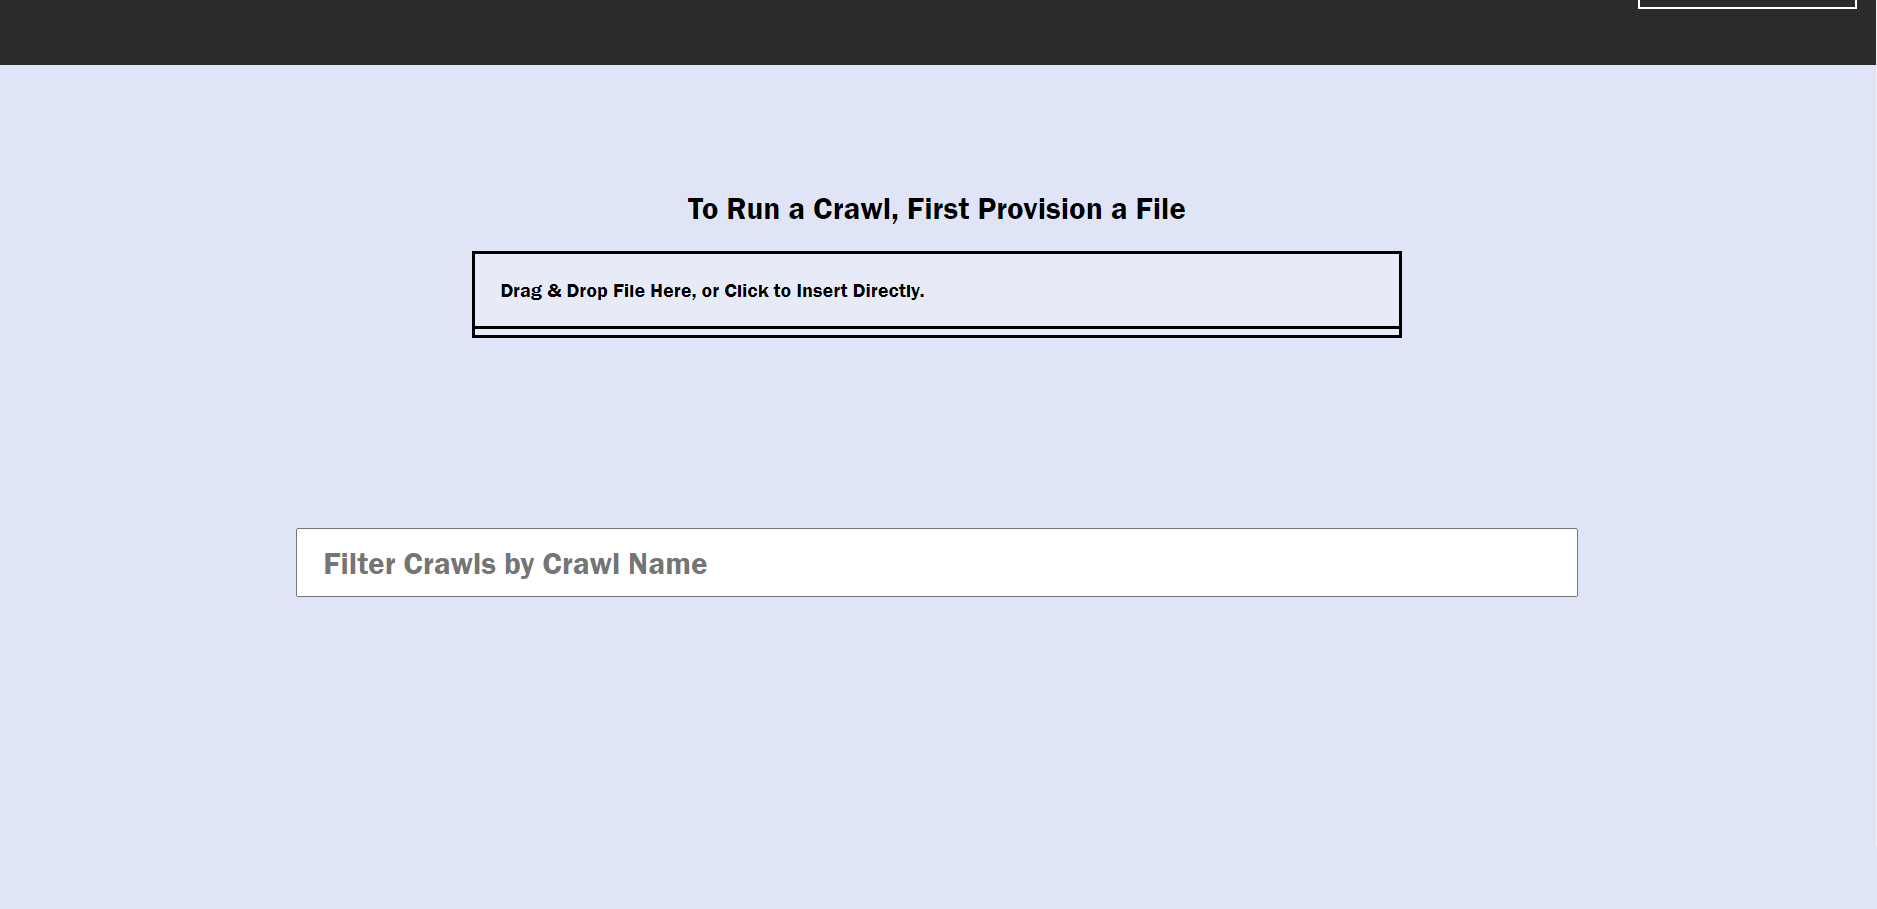 To Run a Crawl, First Provision a File
Drag & Drop File Here, or Click to Insert Directly.
Filter Crawls by Crawl Name